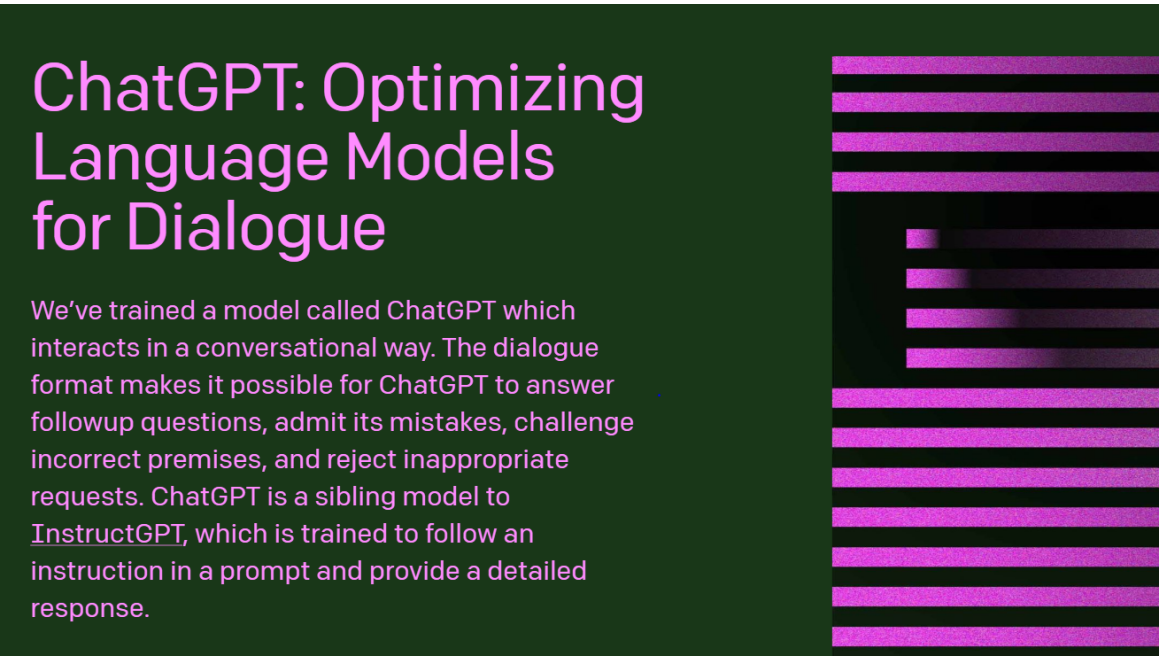 ChatGPT: Optimizing
Language Models
for Dialogue
We’ve trained a model called ChatGPT which
interacts in a conversational way. The dialogue
format makes it possible for ChatGPT to answer
followup questions, admit its mistakes, challenge
incorrect premises, and reject inappropriate
requests. ChatGPT is a sibling model to
InstructGPT, which is trained to follow an
instruction in a prompt and provide a detailed
response.